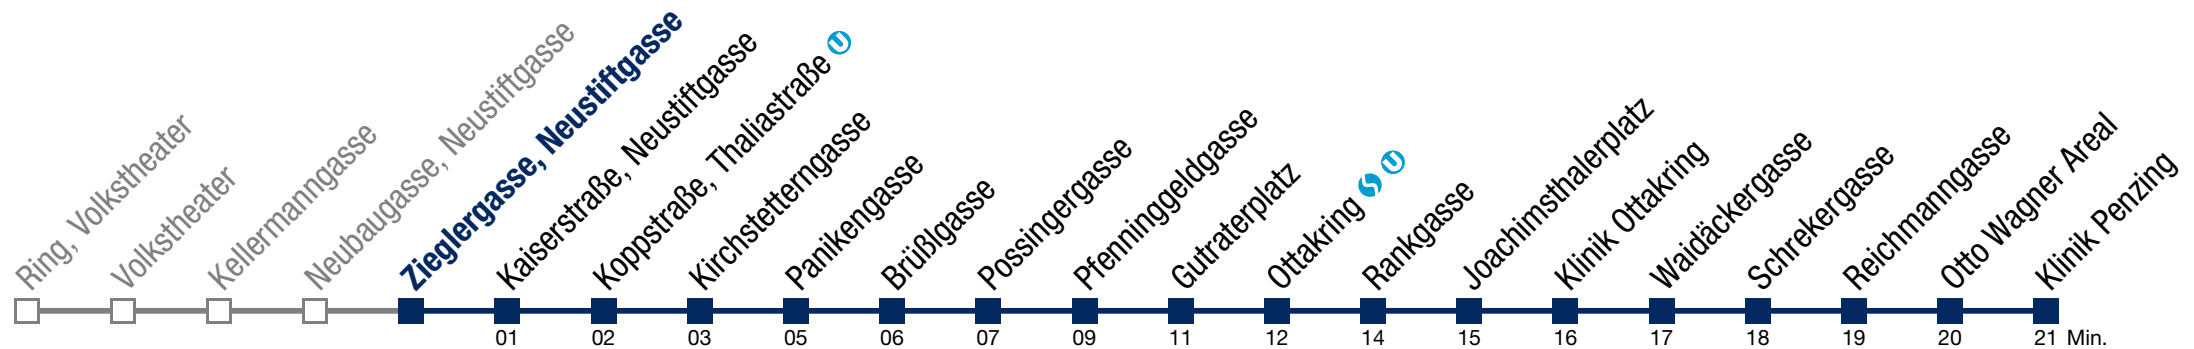 Ring, Volkstheater
Volkstheater
Kellermanngasse
Neubaugasse, Neustiftgasse
Zieglergasse, Neustiftgasse
Kaiserstraße, Neustiftgasse
Koppstraße, Thaliastraße U
Kirchstetterngasse
Panikengasse
Brüßlgasse
Possingergasse
Pfenninggeldgasse
Gutraterplatz
Ottakring S U
Rankgasse
Joachimsthalerplatz
Klinik Ottakring
Waidäckergasse
Schrekergasse
Reichmanngasse
Otto Wagner Areal
Klinik Penzing
01 02 03 05 06 07 09 11 12 14 15 16 17 18 19 20 21 Min.